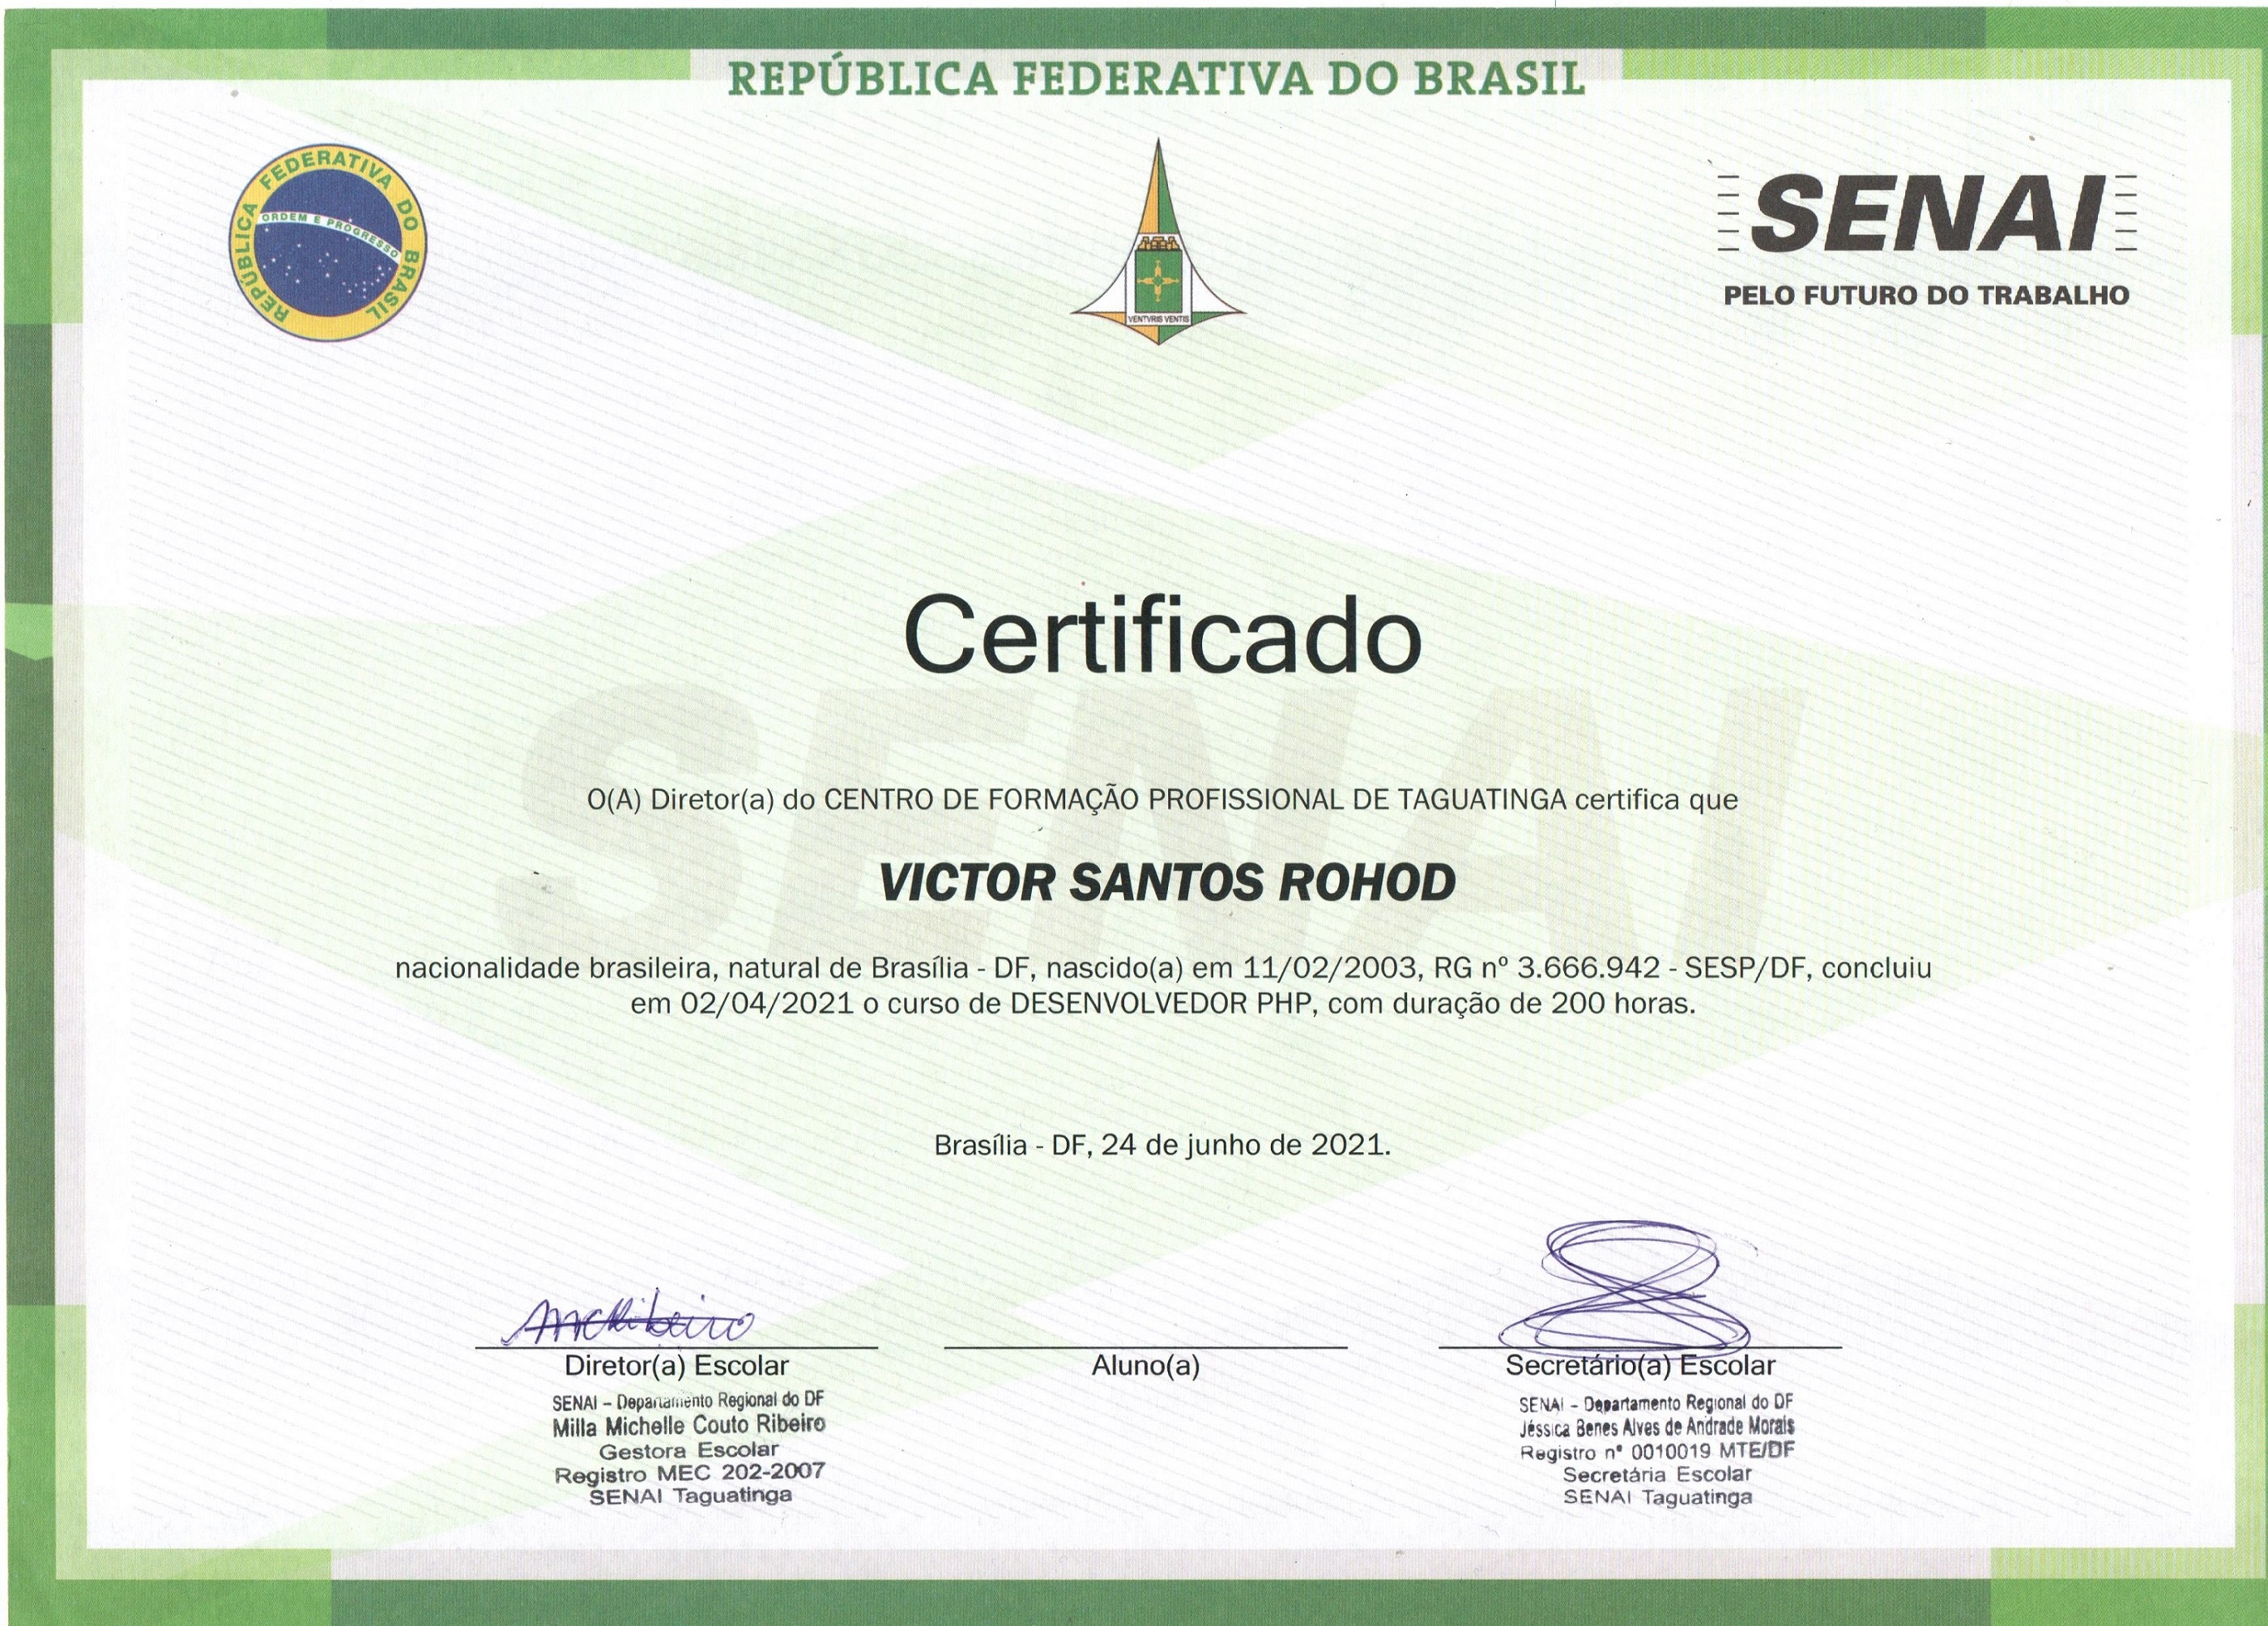 REPÚBLICA FEDERATIVA DO BRASIL
REPÚBLICA FEDERATIVA DO BRASIL
ORDEM E PROGRESSO
VENTVRIS VENTIS
SENAI
PELO FUTURO DO TRABALHO
Certificado
SENAI
O(A) Diretor(a) do CENTRO DE FORMAÇÃO PROFISSIONAL DE TAGUATINGA certifica que
VICTOR SANTOS ROHOD
nacionalidade brasileira, natural de Brasília - DF, nascido(a) em 11/02/2003, RG nº 3.666.942 - SESP/DF, concluiu
em 02/04/2021 o curso de DESENVOLVEDOR PHP, com duração de 200 horas.
Brasília - DF, 24 de junho de 2021.
Diretor(a) Escolar
SENAI – Departamento Regional do DF
Milla Michelle Couto Ribeiro
Gestora Escolar
Registro MEC 202-2007
SENAI Taguatinga
Aluno(a)
Secretário(a) Escolar
SENAI – Departamento Regional do DF
Jéssica Benes Alves de Andrade Morais
Registro nº 0010019 MTE/DF
Secretária Escolar
SENAI Taguatinga